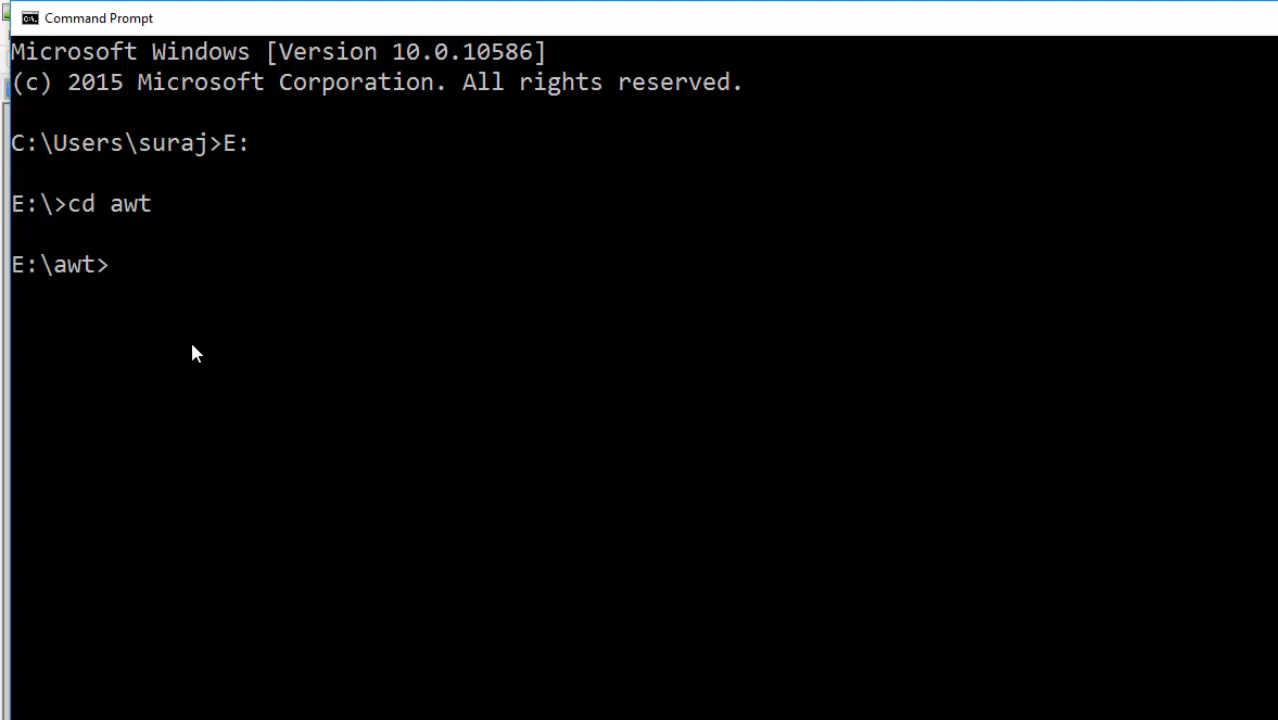 Command Prompt
Microsoft Windows [Version 10.0.10586]
(c) 2015 Microsoft Corporation. All rights reserved.
C:\Users\suraj>E:
E:\>cd awt
E:\awt>